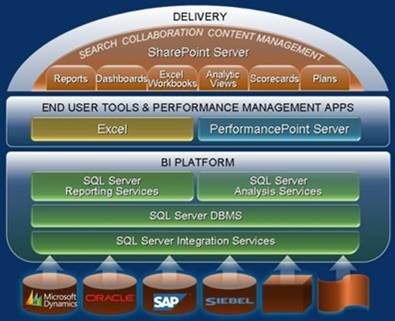 DELIVERY
SEARCH COLLABORATION CONTENT MANAGEMENT
SharePoint Server
Reports
Dashboards
Excel
Workbooks
Analytic
Views
Scorecards
Plans
END USER TOOLS & PERFORMANCE MANAGEMENT APPS
Excel
PerformancePoint Server
BI PLATFORM
SQL Server
Reporting Services
SQL Server
Analysis Services
SQL Server DBMS
SQL Server Integration Services
Microsoft
Dynamics
ORACLE
SAP
SIEBEL